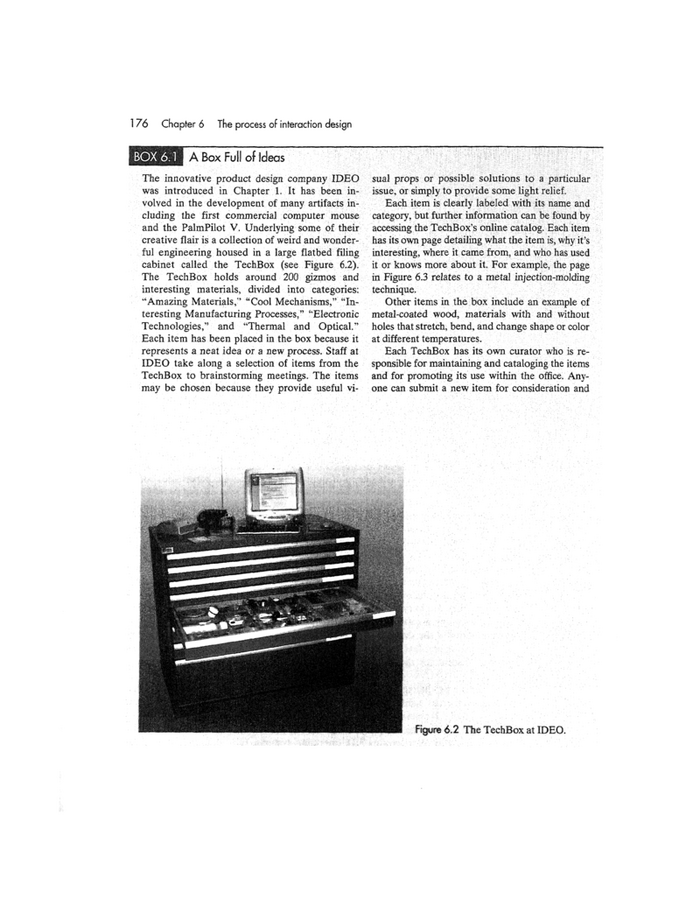 176 Chapter 6 The process of interaction design
BOX 6.1 A Box Full of Ideas
The innovative product design company IDEO
was introduced in Chapter 1. It has been in-
volved in the development of many artifacts in-
cluding the first commercial computer mouse
and the PalmPilot V. Underlying some of their
creative flair is a collection of weird and wonder-
ful engineering housed in a large flatbed filing
cabinet called the TechBox (see Figure 6.2).
The TechBox holds around 200 gizmos and
interesting materials, divided into categories:
“Amazing Materials,” “Cool Mechanisms,” “In-
teresting Manufacturing Processes,” “Electronic
Technologies,” and “Thermal and Optical.”
Each item has been placed in the box because it
represents a neat idea or a new process. Staff at
IDEO take along a selection of items from the
TechBox to brainstorming meetings. The items
may be chosen because they provide useful vi-
sual props or possible solutions to a particular
issue, or simply to provide some light relief.
Each item is clearly labeled with its name and
category, but further information can be found by
accessing the TechBox’s online catalog. Each item
has its own page detailing what the item is, why it’s
interesting, where it came from, and who has used
it or knows more about it. For example, the page
in Figure 6.3 relates to a metal injection-molding
technique.
Other items in the box include an example of
metal-coated wood, materials with and without
holes that stretch, bend, and change shape or color
at different temperatures.
Each TechBox has its own curator who is re-
sponsible for maintaining and cataloging the items
and for promoting its use within the office. Any-
one can submit a new item for consideration and
Figure 6.2 The TechBox at IDEO.